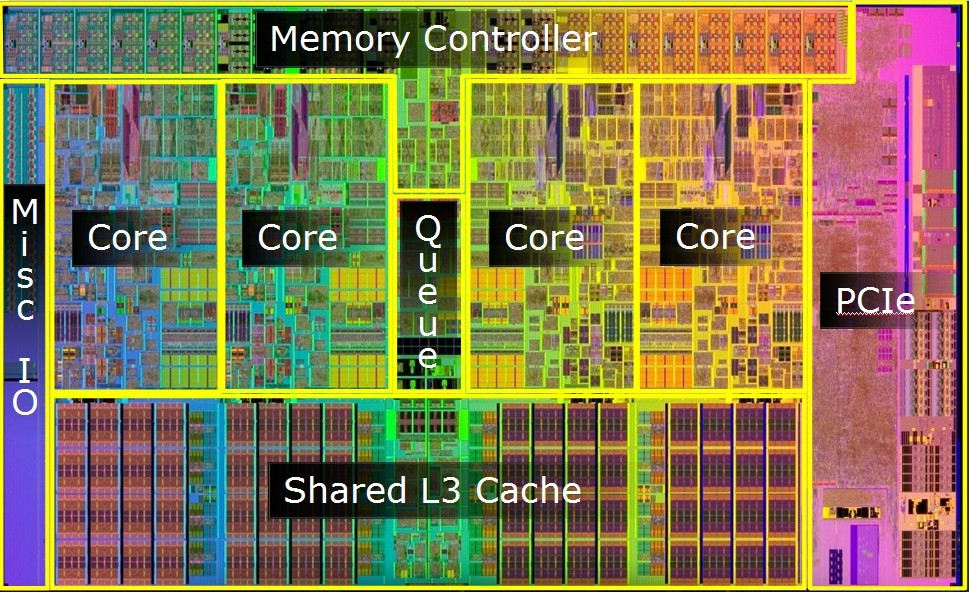 Memory Controller
Misc IO
Core
Core
Queue
Core
Core
PCIe
Shared L3 Cache